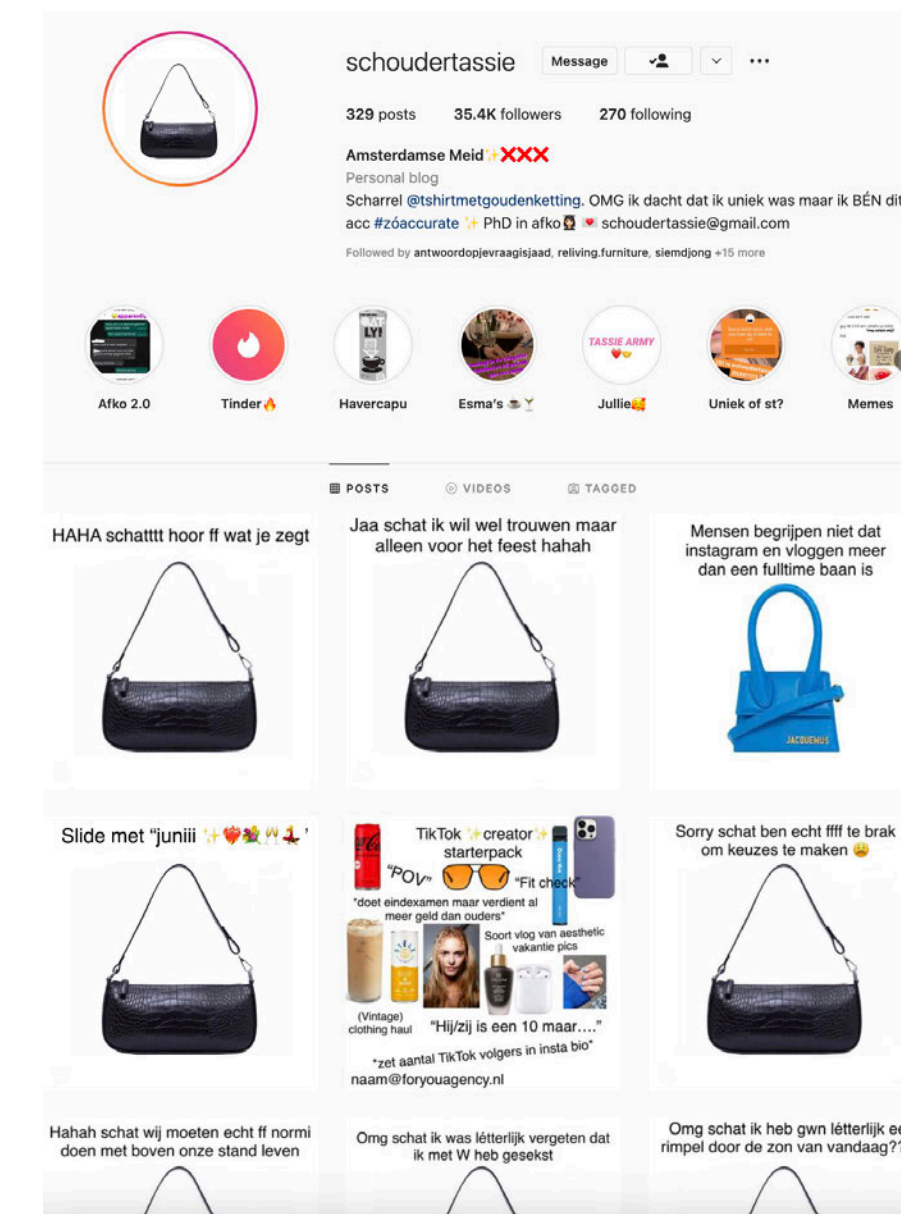 schoudertassie Message
329 posts 35.4K followers 270 following
Amsterdamse Meid✨❌❌❌
Personal blog
Scharrel @tshirtmetgoudenketting. OMG ik dacht dat ik uniek was maar ik BÉN dit
acc #zóaccurate ✨ PhD in afko👩🏻‍🎓 💌 schoudertassie@gmail.com
Followed by antwoordopjevraagisjaad, reliving.furniture, siemdjong +15 more
LY!
TASSIE ARMY
Afko 2.0 Tinder🔥 Havercapu Esma's ☕🍸 Jullie🥰 Uniek of st? Memes
POSTS VIDEOS TAGGED
HAHA schatttt hoor ff wat je zegt
Jaa schat ik wil wel trouwen maar
alleen voor het feest hahah
Mensen begrijpen niet dat
instagram en vloggen meer
dan een fulltime baan is
JACQUEMUS
Slide met “juniii ✨❤️‍🔥💐🥂💃🏻’
TikTok ✨creator✨
starterpack
“POV”
“Fit check”
*doet eindexamen maar verdient al
meer geld dan ouders*
Soort vlog van aesthetic
vakantie pics
(Vintage)
clothing haul
“Hij/zij is een 10 maar....”
*zet aantal TikTok volgers in insta bio*
naam@foryouagency.nl
Sorry schat ben echt ffff te brak
om keuzes te maken 😩
Hahah schat wij moeten echt ff normi
doen met boven onze stand leven
Omg schat ik was létterlijk vergeten dat
ik met W heb gesekst
Omg schat ik heb gwn létterlijk ee
rimpel door de zon van vandaag??